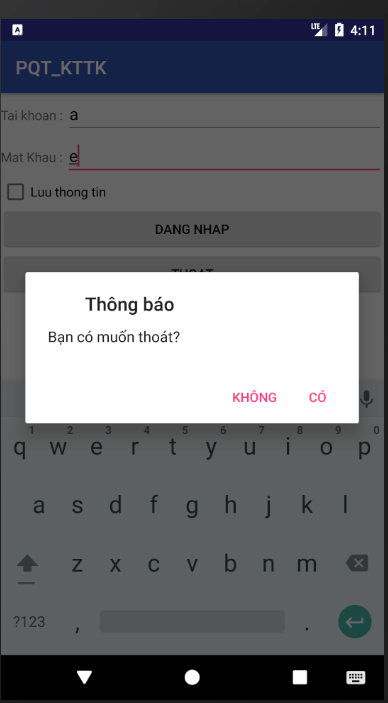 A LTE 4:11
PQT_KTTK
Tai khoan : a
Mat Khau : e
Luu thong tin
DANG NHAP
THOAT
Thông báo
Bạn có muốn thoát?
KHÔNG CÓ
1 2 3 4 5 6 7 8 9 0
q w e r t y u i o p
a s d f g h j k l
z x c v b n m
?123 , .